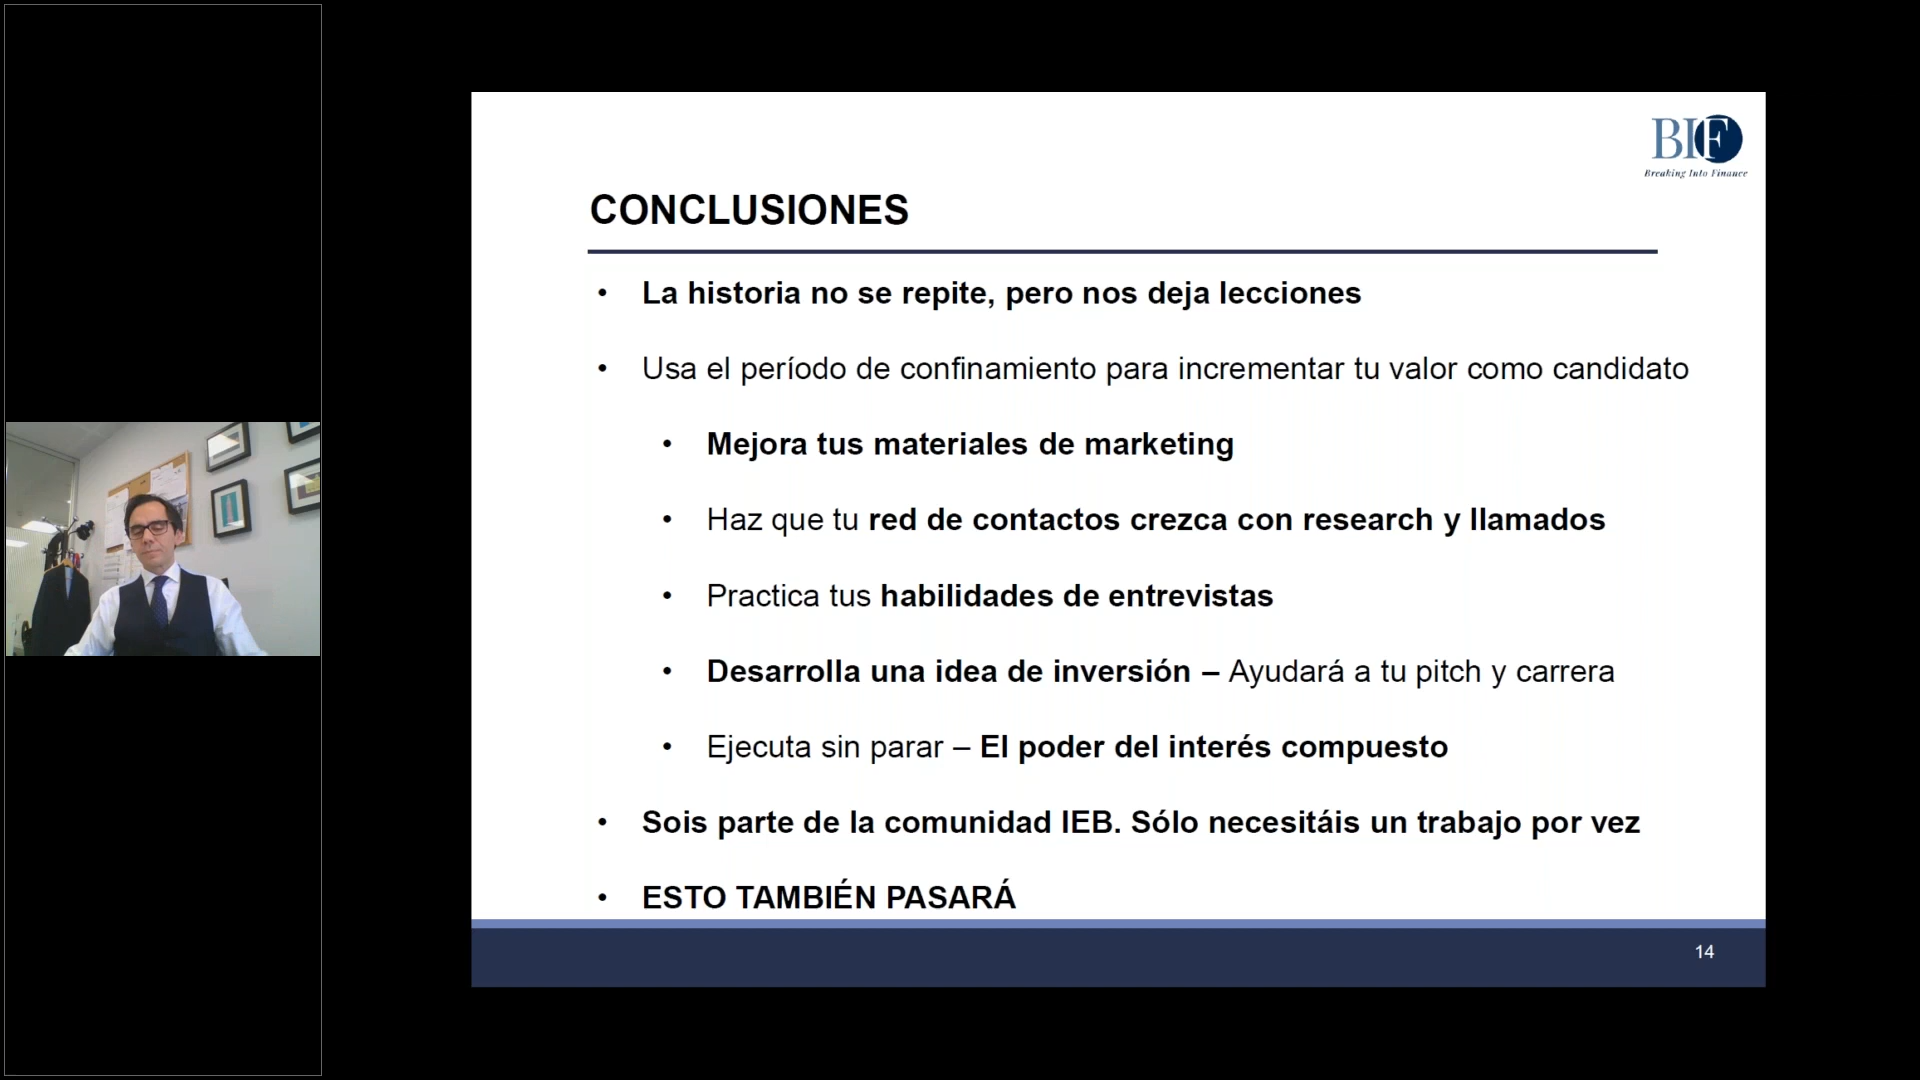 BIF
Breaking Into Finance
CONCLUSIONES
• La historia no se repite, pero nos deja lecciones
• Usa el período de confinamiento para incrementar tu valor como candidato
• Mejora tus materiales de marketing
• Haz que tu red de contactos crezca con research y llamados
• Practica tus habilidades de entrevistas
• Desarrolla una idea de inversión – Ayudará a tu pitch y carrera
• Ejecuta sin parar – El poder del interés compuesto
• Sois parte de la comunidad IEB. Sólo necesitáis un trabajo por vez
• ESTO TAMBIÉN PASARÁ
14